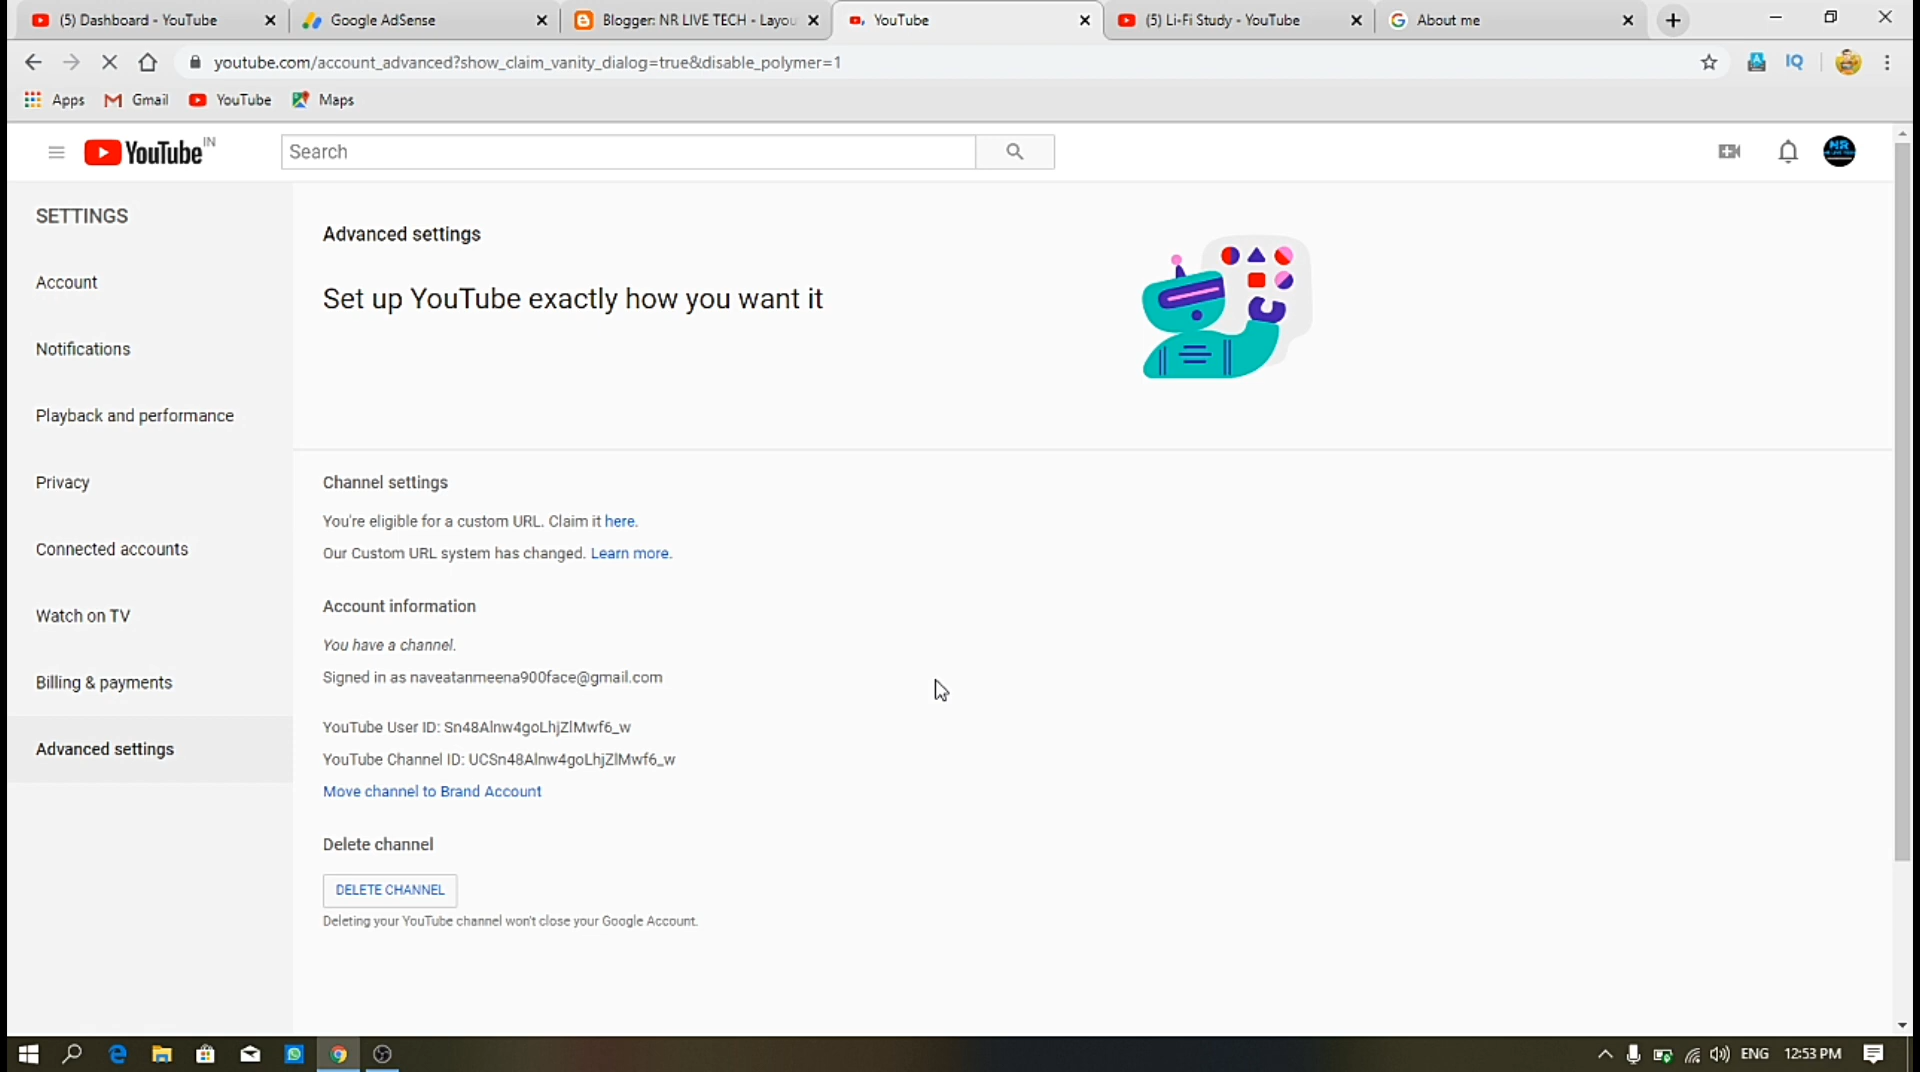 (5) Dashboard - YouTube
Google AdSense
Blogger: NR LIVE TECH - Layou
YouTube
(5) Li-Fi Study - YouTube
About me
youtube.com/account_advanced?show_claim_vanity_dialog=true&disable_polymer=1
IQ
Apps
Gmail
YouTube
Maps
YouTube IN
Search
NR
SETTINGS
Account
Notifications
Playback and performance
Privacy
Connected accounts
Watch on TV
Billing & payments
Advanced settings
Advanced settings
Set up YouTube exactly how you want it
Channel settings
You're eligible for a custom URL. Claim it here.
Our Custom URL system has changed. Learn more.
Account information
You have a channel.
Signed in as naveatanmeena900face@gmail.com
YouTube User ID: Sn48Alnw4goLhjZlMwf6_w
YouTube Channel ID: UCSn48Alnw4goLhjZlMwf6_w
Move channel to Brand Account
Delete channel
DELETE CHANNEL
Deleting your YouTube channel won't close your Google Account.
ENG
12:53 PM